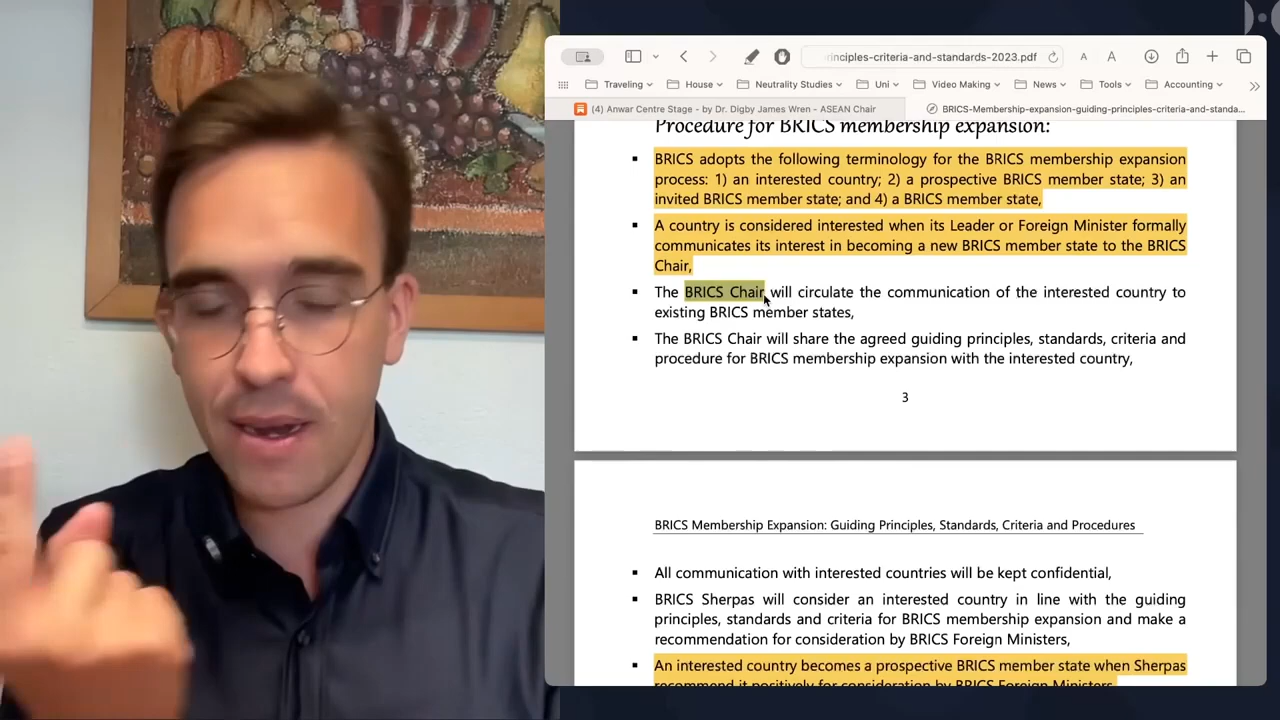 rinciples-criteria-and-standards-2023.pdf
A A
Traveling House Neutrality Studies Uni Video Making News Tools Accounting
(4) Anwar Centre Stage - by Dr. Digby James Wren - ASEAN Chair
BRICS-Membership-expansion-guiding-principles-criteria-and-standa...
Procedure for BRICS membership expansion:
▪ BRICS adopts the following terminology for the BRICS membership expansion
process: 1) an interested country; 2) a prospective BRICS member state; 3) an
invited BRICS member state; and 4) a BRICS member state,
▪ A country is considered interested when its Leader or Foreign Minister formally
communicates its interest in becoming a new BRICS member state to the BRICS
Chair,
▪ The BRICS Chair will circulate the communication of the interested country to
existing BRICS member states,
▪ The BRICS Chair will share the agreed guiding principles, standards, criteria and
procedure for BRICS membership expansion with the interested country,
3
BRICS Membership Expansion: Guiding Principles, Standards, Criteria and Procedures
▪ All communication with interested countries will be kept confidential,
▪ BRICS Sherpas will consider an interested country in line with the guiding
principles, standards and criteria for BRICS membership expansion and make a
recommendation for consideration by BRICS Foreign Ministers,
▪ An interested country becomes a prospective BRICS member state when Sherpas
recommend it positively for consideration by BRICS Foreign Ministers